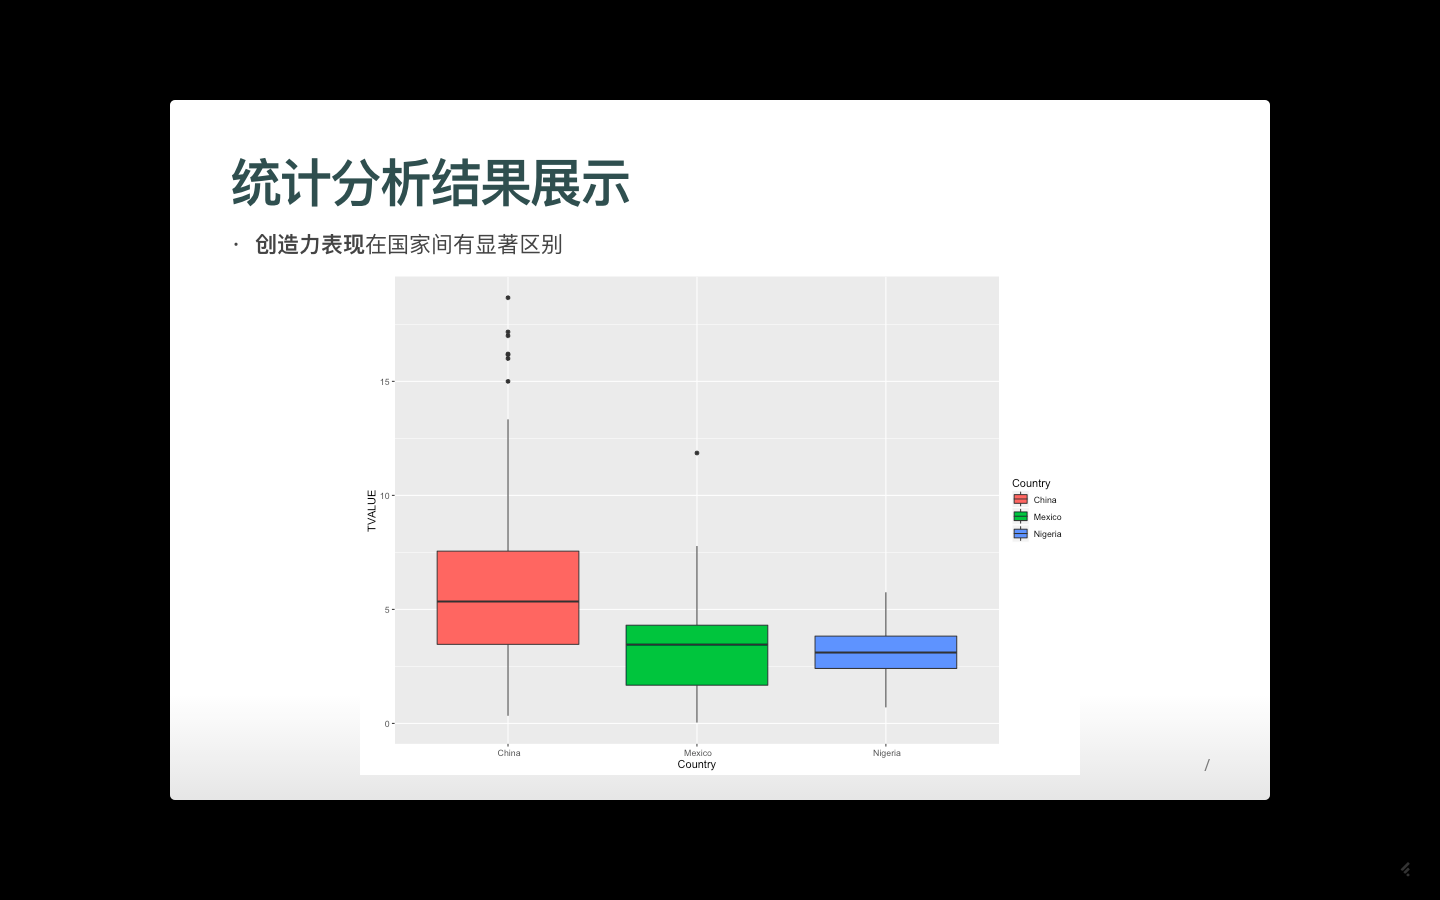 统计分析结果展示
· 创造力表现在国家间有显著区别
15
10
5
0
TVALUE
China
Mexico
Nigeria
Country
Country
China
Mexico
Nigeria
/